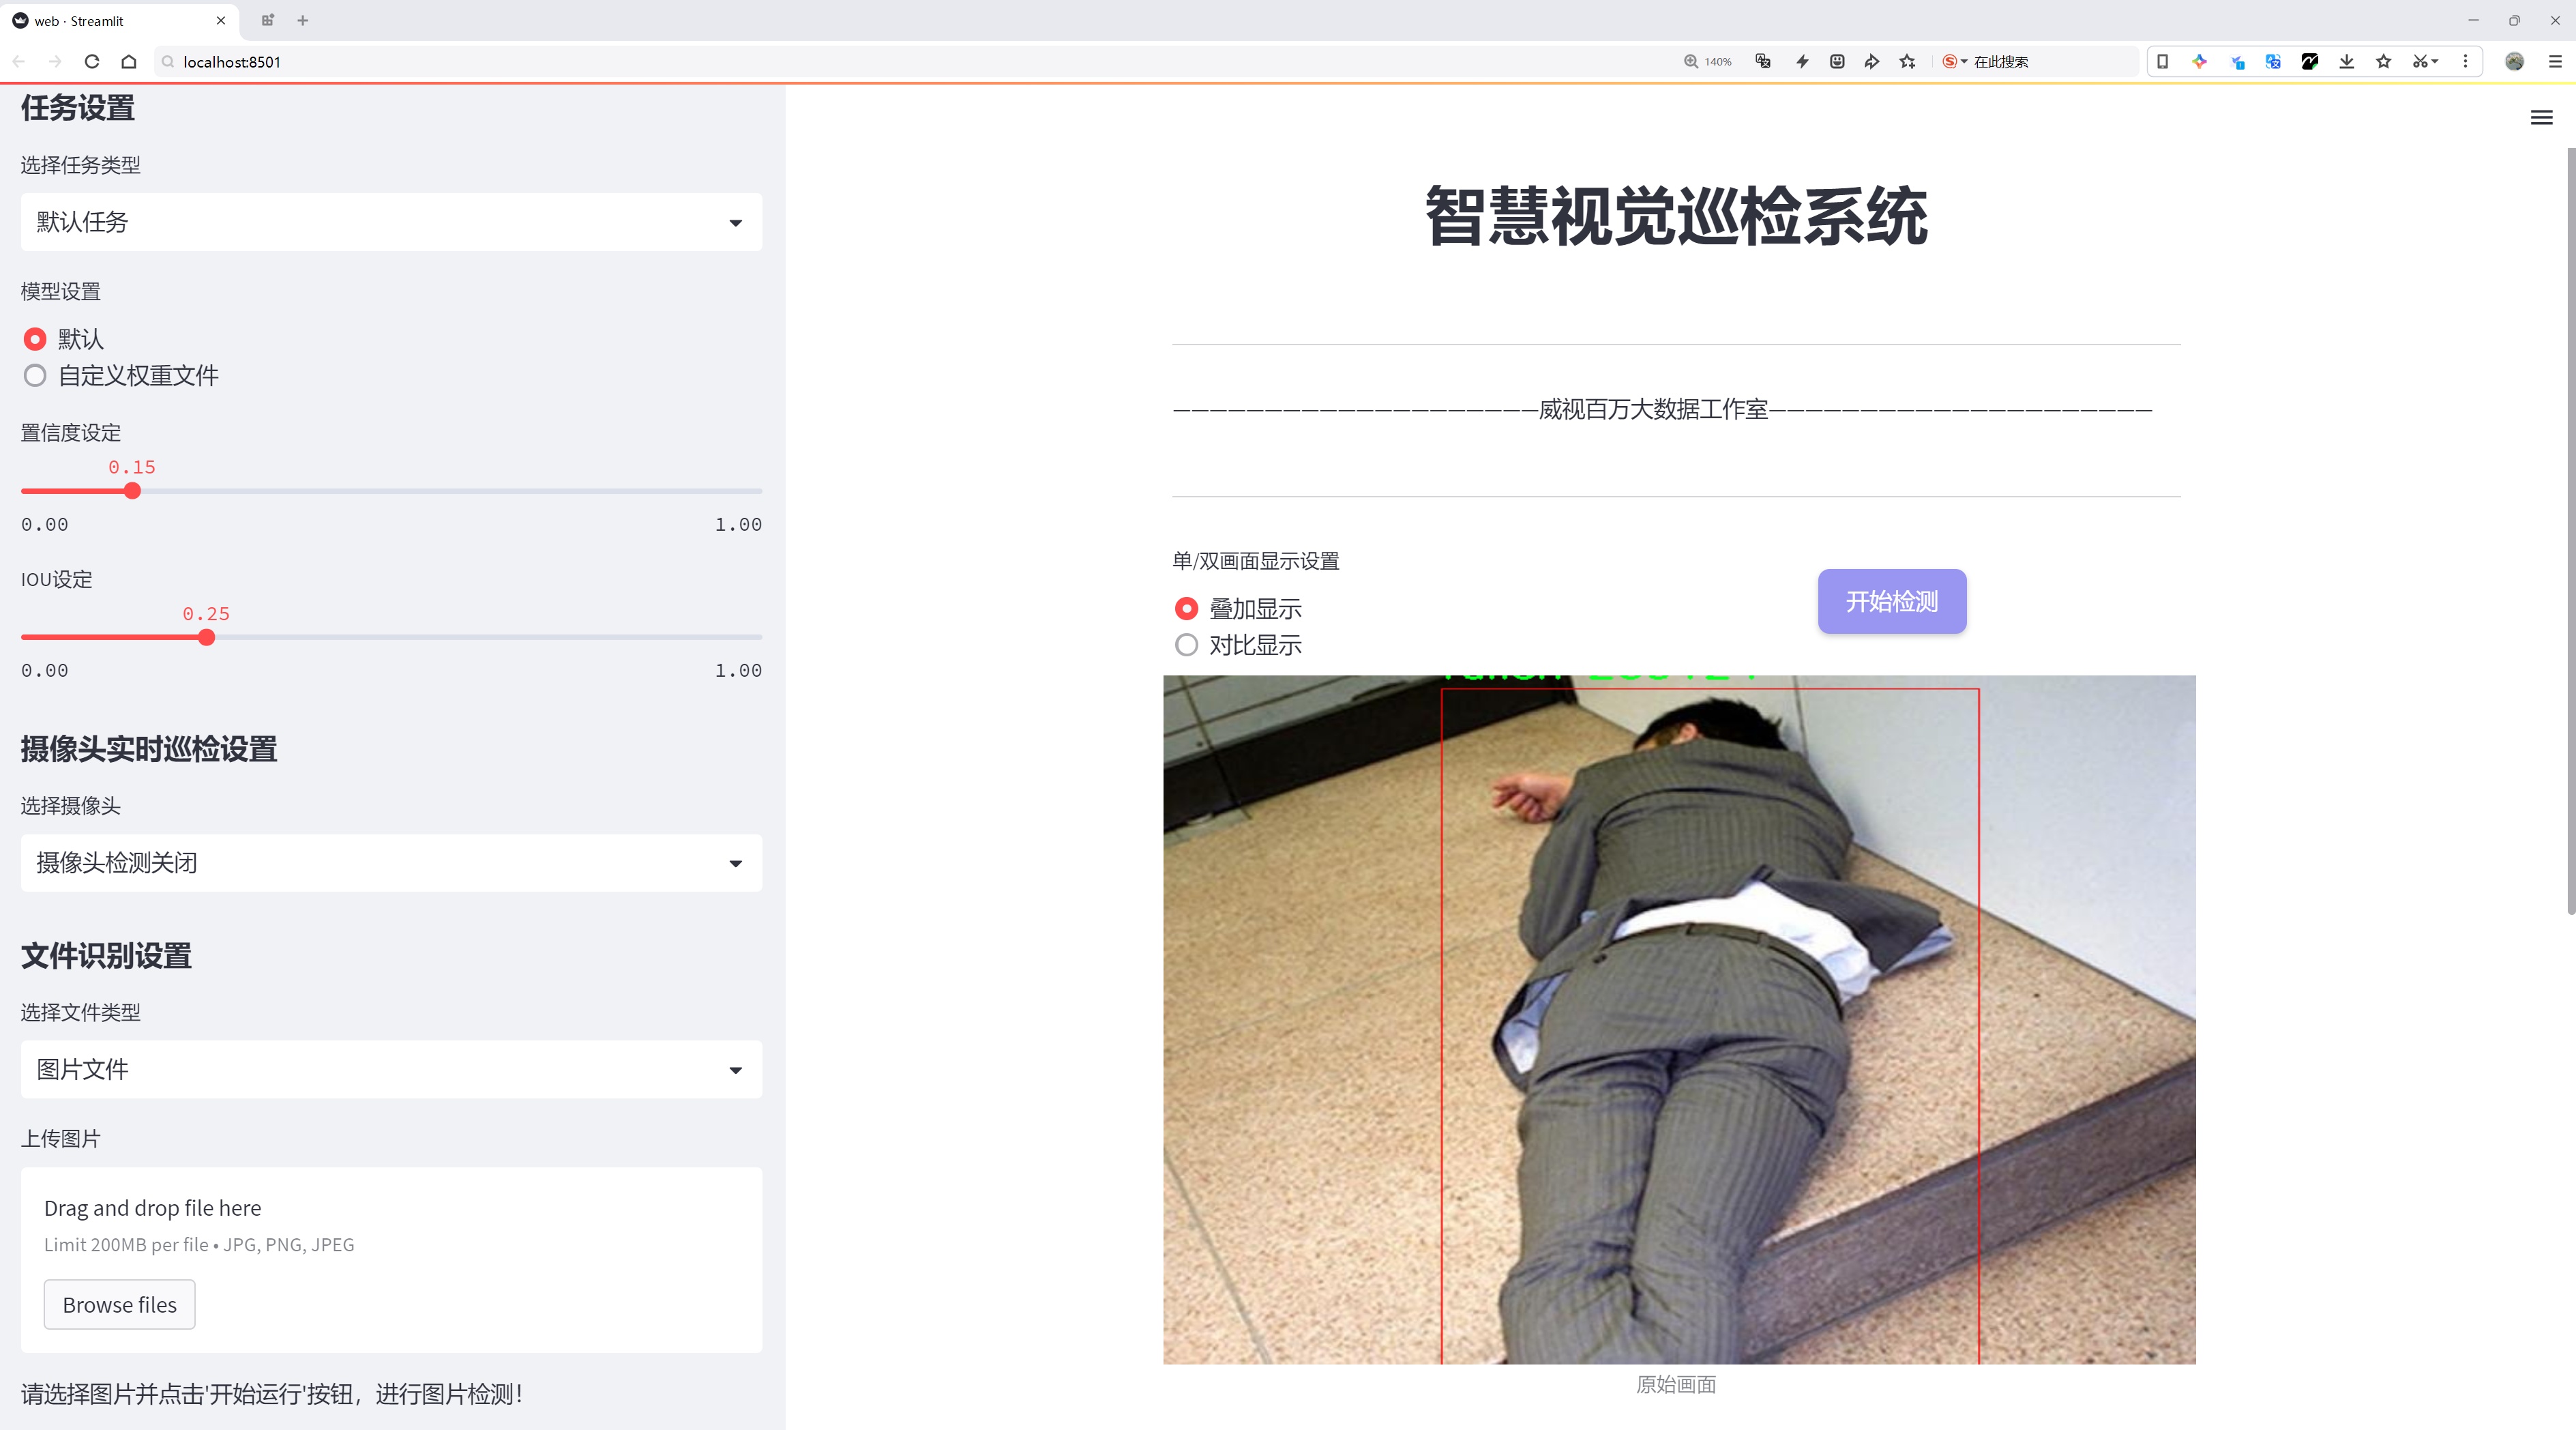 web · Streamlit
localhost:8501
140%
在此搜索
任务设置
选择任务类型
默认任务
模型设置
默认
自定义权重文件
置信度设定
0.15
0.00
1.00
IOU设定
0.25
0.00
1.00
摄像头实时巡检设置
选择摄像头
摄像头检测关闭
文件识别设置
选择文件类型
图片文件
上传图片
Drag and drop file here
Limit 200MB per file • JPG, PNG, JPEG
Browse files
请选择图片并点击'开始运行'按钮，进行图片检测！
智慧视觉巡检系统
————————————————————威视百万大数据工作室—————————————————————
单/双画面显示设置
叠加显示
对比显示
开始检测
原始画面